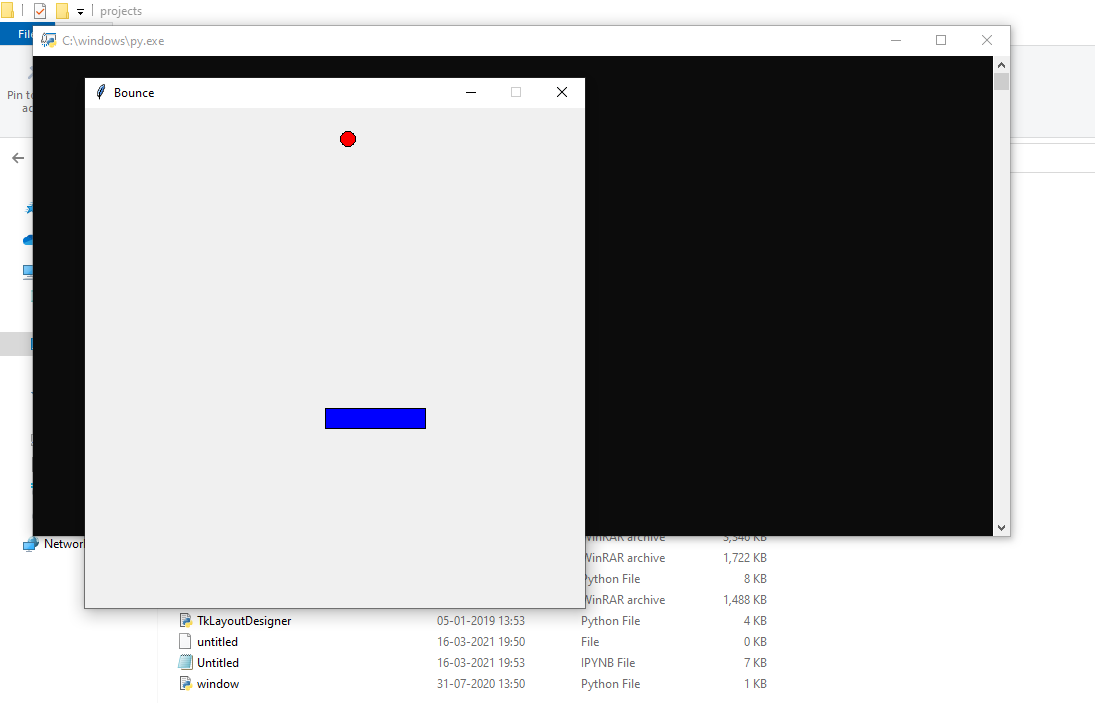 projects
File
C:\windows\py.exe
Pin to
Bounce
Network
WinRAR archive 3,546 KB
WinRAR archive 1,722 KB
Python File 8 KB
WinRAR archive 1,488 KB
TkLayoutDesigner 05-01-2019 13:53 Python File 4 KB
untitled 16-03-2021 19:50 File 0 KB
Untitled 16-03-2021 19:53 IPYNB File 7 KB
window 31-07-2020 13:50 Python File 1 KB